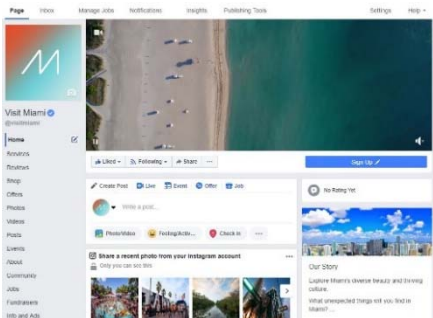 Page Inbox Manage Jobs Notifications Insights Publishing Tools Settings Help
Visit Miami
@visitmiami
Home
Services
Reviews
Shop
Offers
Photos
Videos
Posts
Events
About
Community
Jobs
Fundraisers
Info and Ads
Liked Following Share ...
Sign Up
Create Post Live Event Offer Job
Write a post...
Photo/Video Feeling/Activi... Check in ...
Share a recent photo from your Instagram account ...
Only you can see this.
No Rating Yet
Our Story
Explore Miami's diverse beauty and thriving
culture.
What unexpected things will you find in
Miami? ...